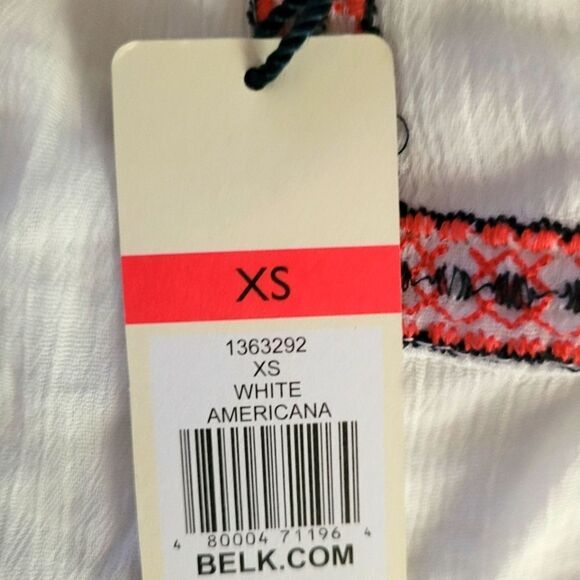 XS
1363292
XS
WHITE
AMERICANA
4 80004 71196 4
BELK.COM